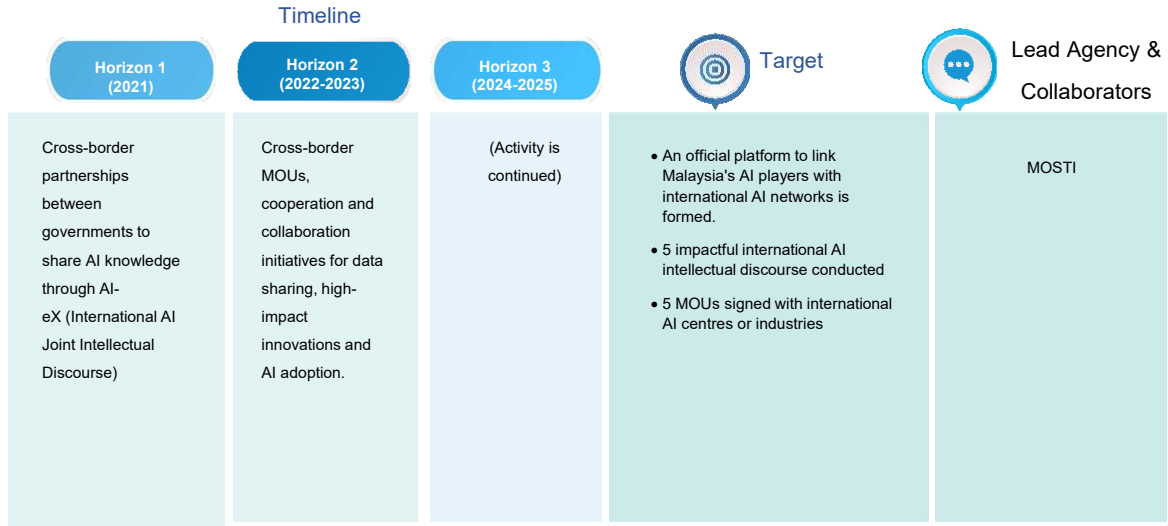 Timeline
Horizon 1
(2021)
Horizon 2
(2022-2023)
Horizon 3
(2024-2025)
Target
Lead Agency &
Collaborators
Cross-border
partnerships
between
governments to
share AI knowledge
through AI-
eX (International AI
Joint Intellectual
Discourse)
Cross-border
MOUs,
cooperation and
collaboration
initiatives for data
sharing, high-
impact
innovations and
AI adoption.
(Activity is
continued)
• An official platform to link
Malaysia's AI players with
international AI networks is
formed.
• 5 impactful international AI
intellectual discourse conducted
• 5 MOUs signed with international
AI centres or industries
MOSTI